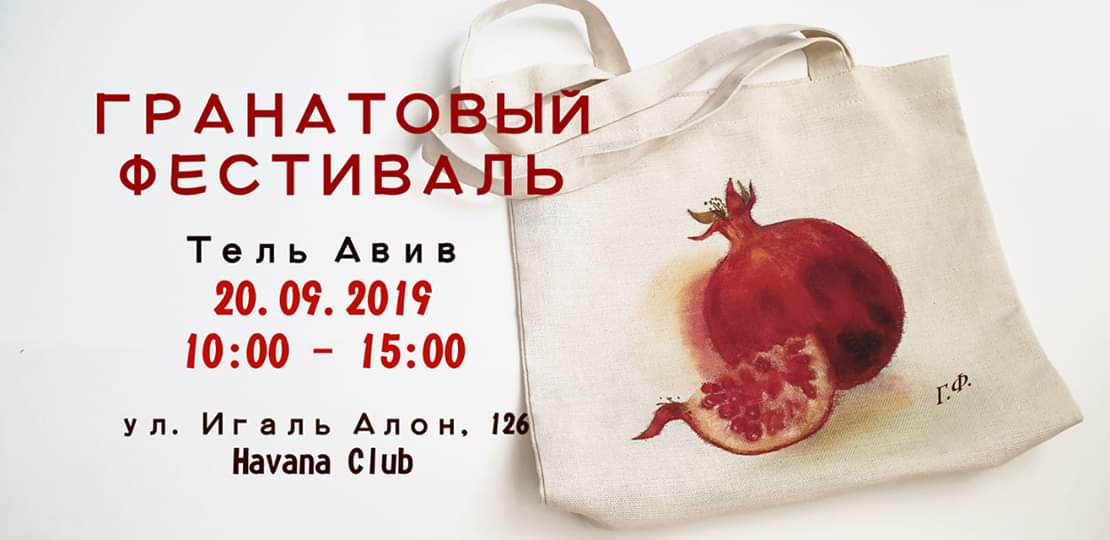 ГРАНАТОВЫЙ
ФЕСТИВАЛЬ
Тель Авив
20.09.2019
10:00 - 15:00
ул. Игаль Алон, 126
Havana Club
Г.Ф.